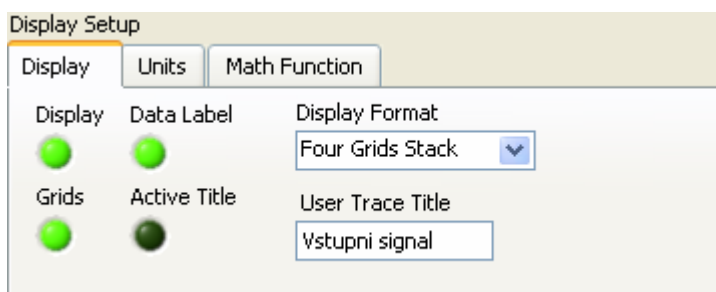 Display Setup
Display Units Math Function
Display Data Label Display Format
Four Grids Stack
Grids Active Title User Trace Title
Vstupni signal